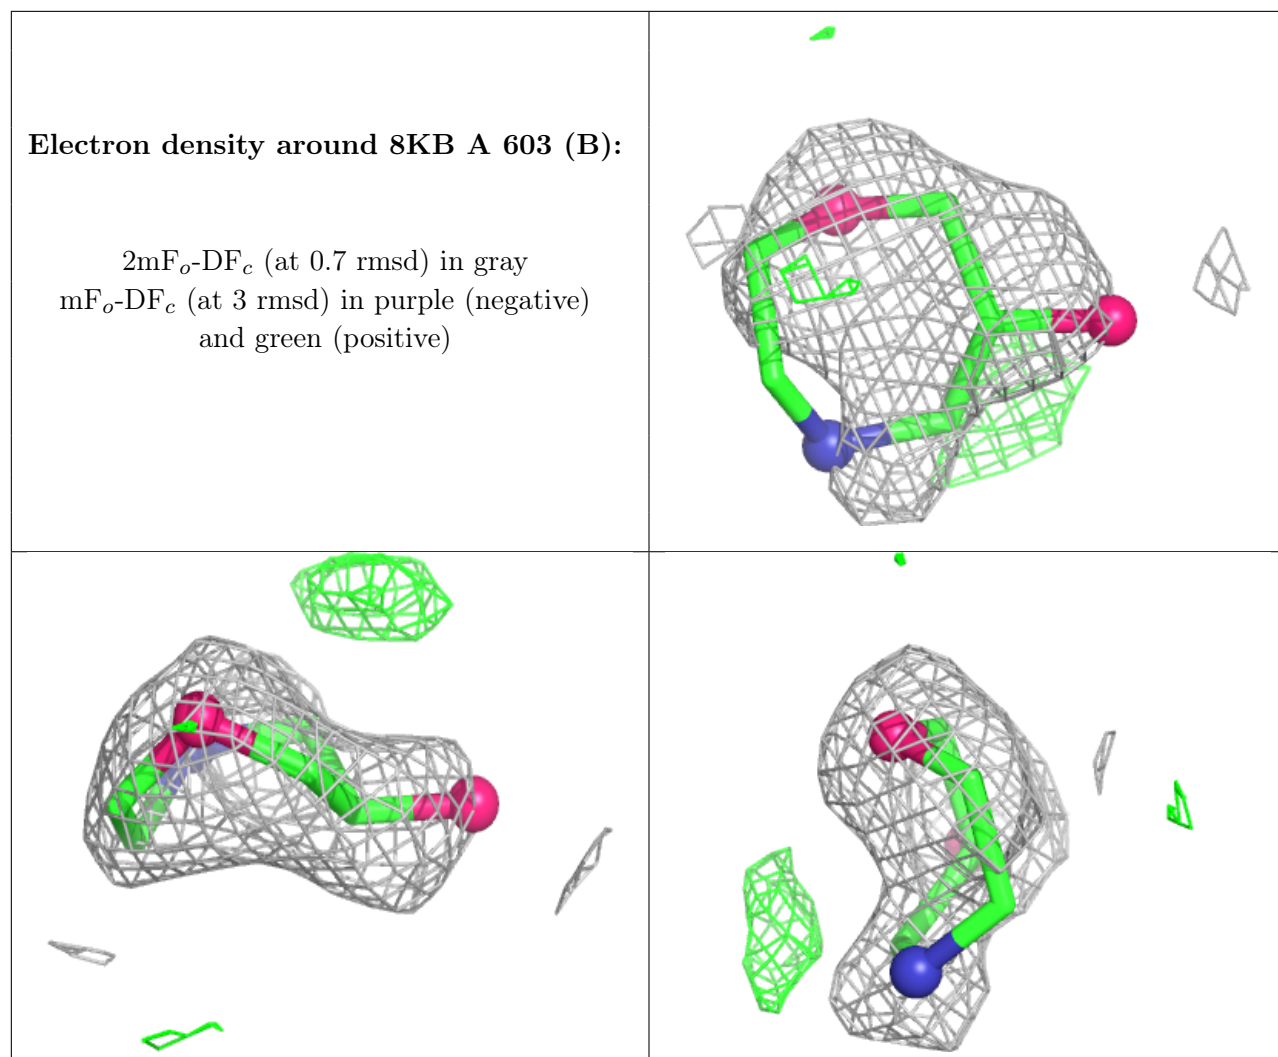 Electron density around 8KB A 603 (B):
2mFo-DFc (at 0.7 rmsd) in gray
mFo-DFc (at 3 rmsd) in purple (negative)
and green (positive)